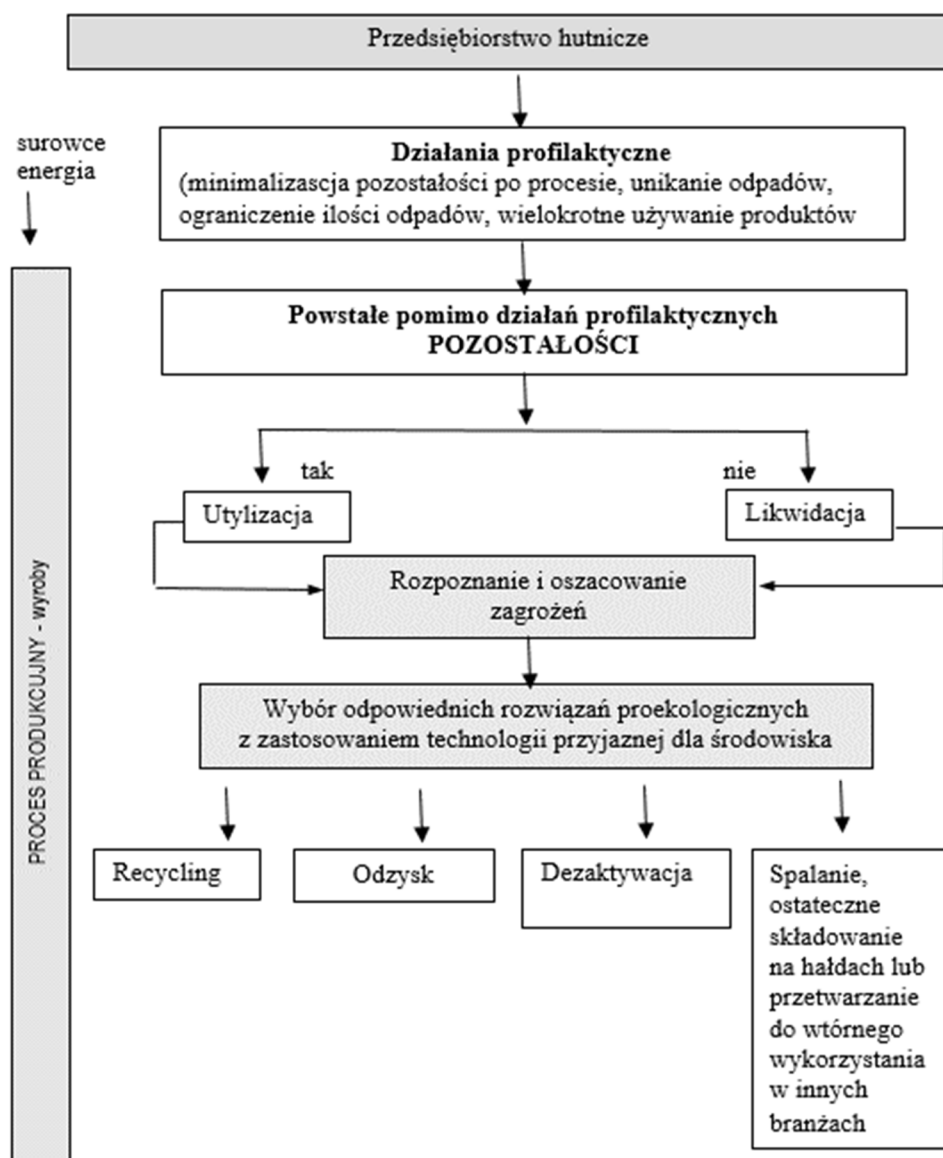 Przedsiębiorstwo hutnicze
surowce
energia
Działania profilaktyczne
(minimalizascja pozostałości po procesie, unikanie odpadów,
ograniczenie ilości odpadów, wielokrotne używanie produktów
Powstałe pomimo działań profilaktycznych
POZOSTAŁOŚCI
tak
nie
Utylizacja
Likwidacja
Rozpoznanie i oszacowanie
zagrożeń
PROCES PRODUKCUJNY - wyroby
Wybór odpowiednich rozwiązań proekologicznych
z zastosowaniem technologii przyjaznej dla środowiska
Recycling
Odzysk
Dezaktywacja
Spalanie,
ostateczne
składowanie
na hałdach lub
przetwarzanie
do wtórnego
wykorzystania
w innych
branżach